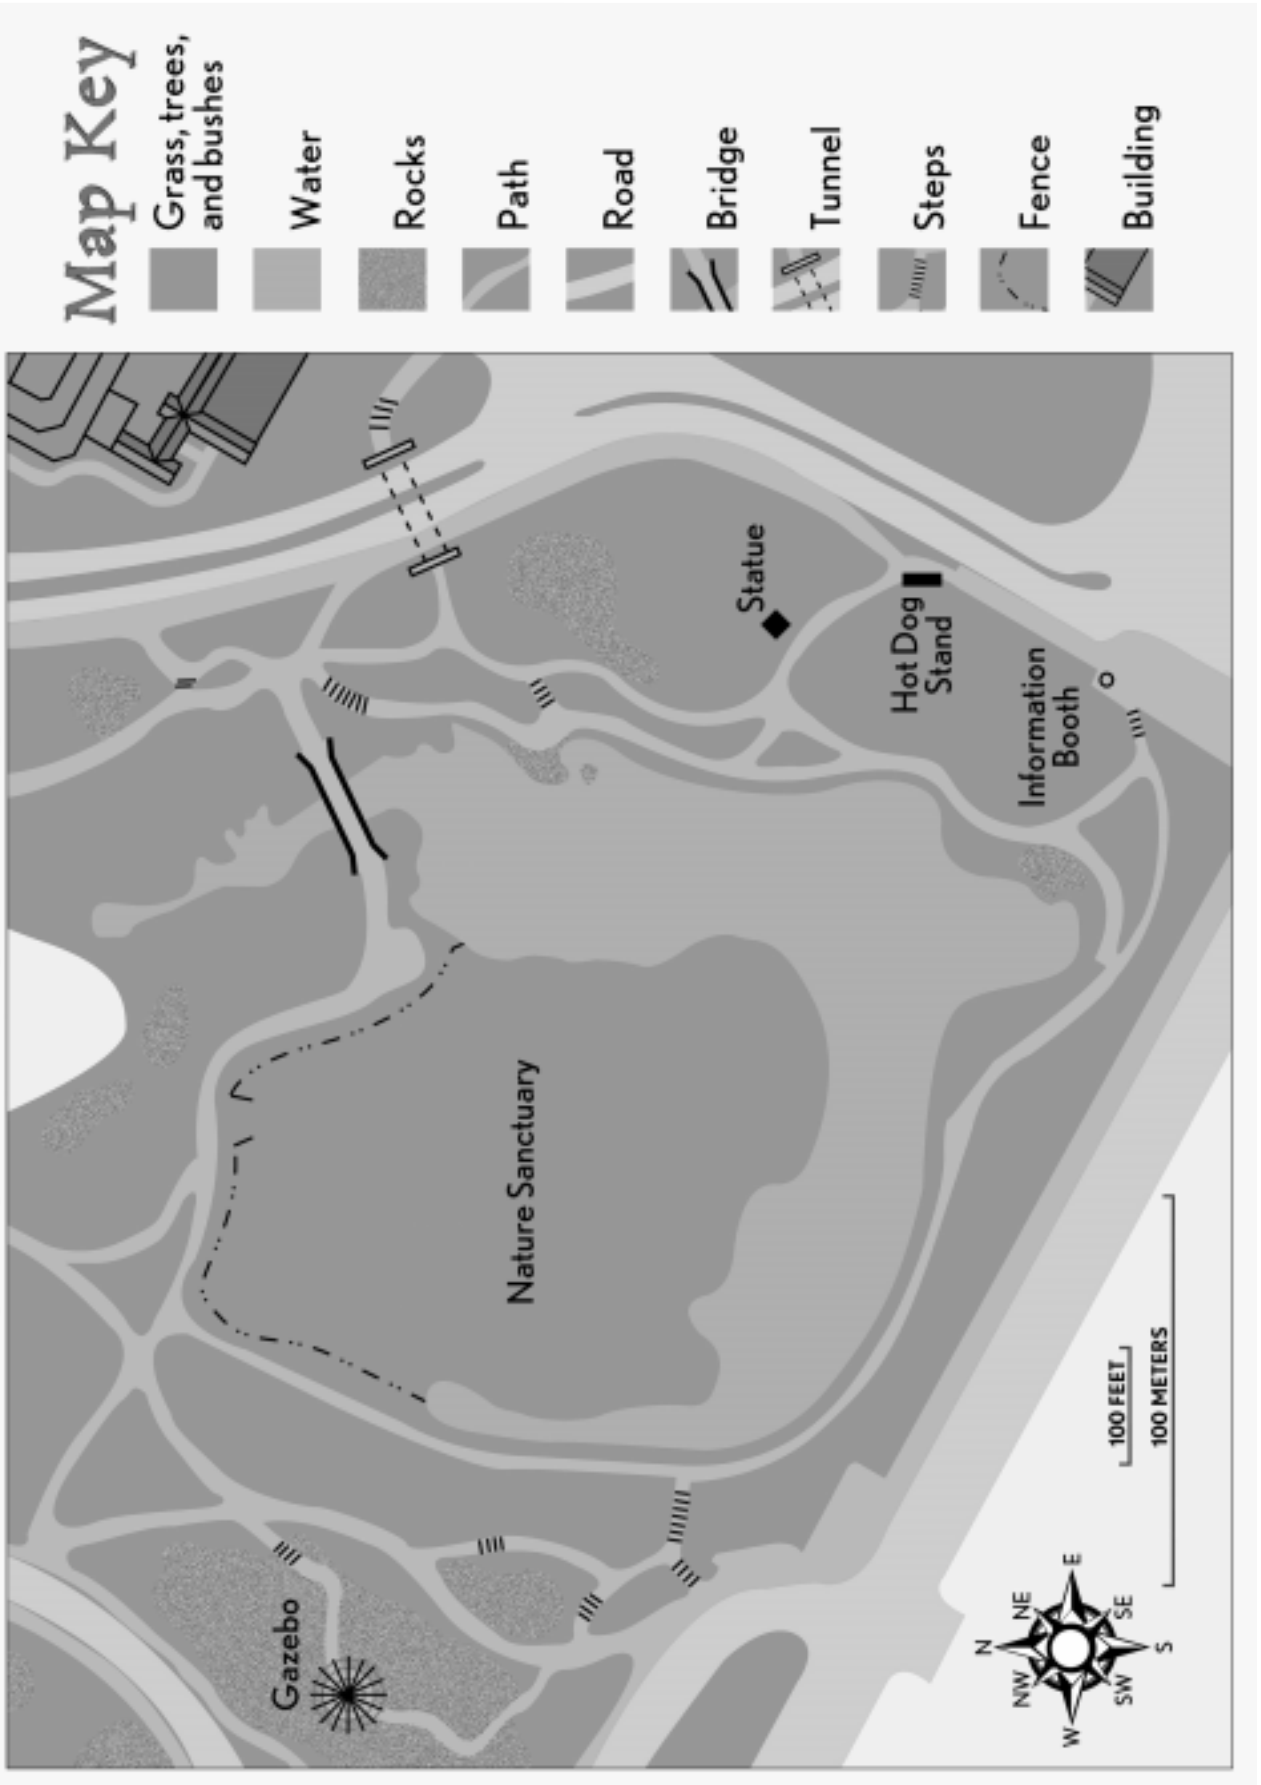 Map Key
Grass, trees,
and bushes
Water
Rocks
Path
Road
Bridge
Tunnel
Steps
Fence
Building
Statue
Hot Dog
Stand
Information
Booth
Nature Sanctuary
Gazebo
100 FEET
100 METERS
N
NE
E
SE
S
SW
W
NW